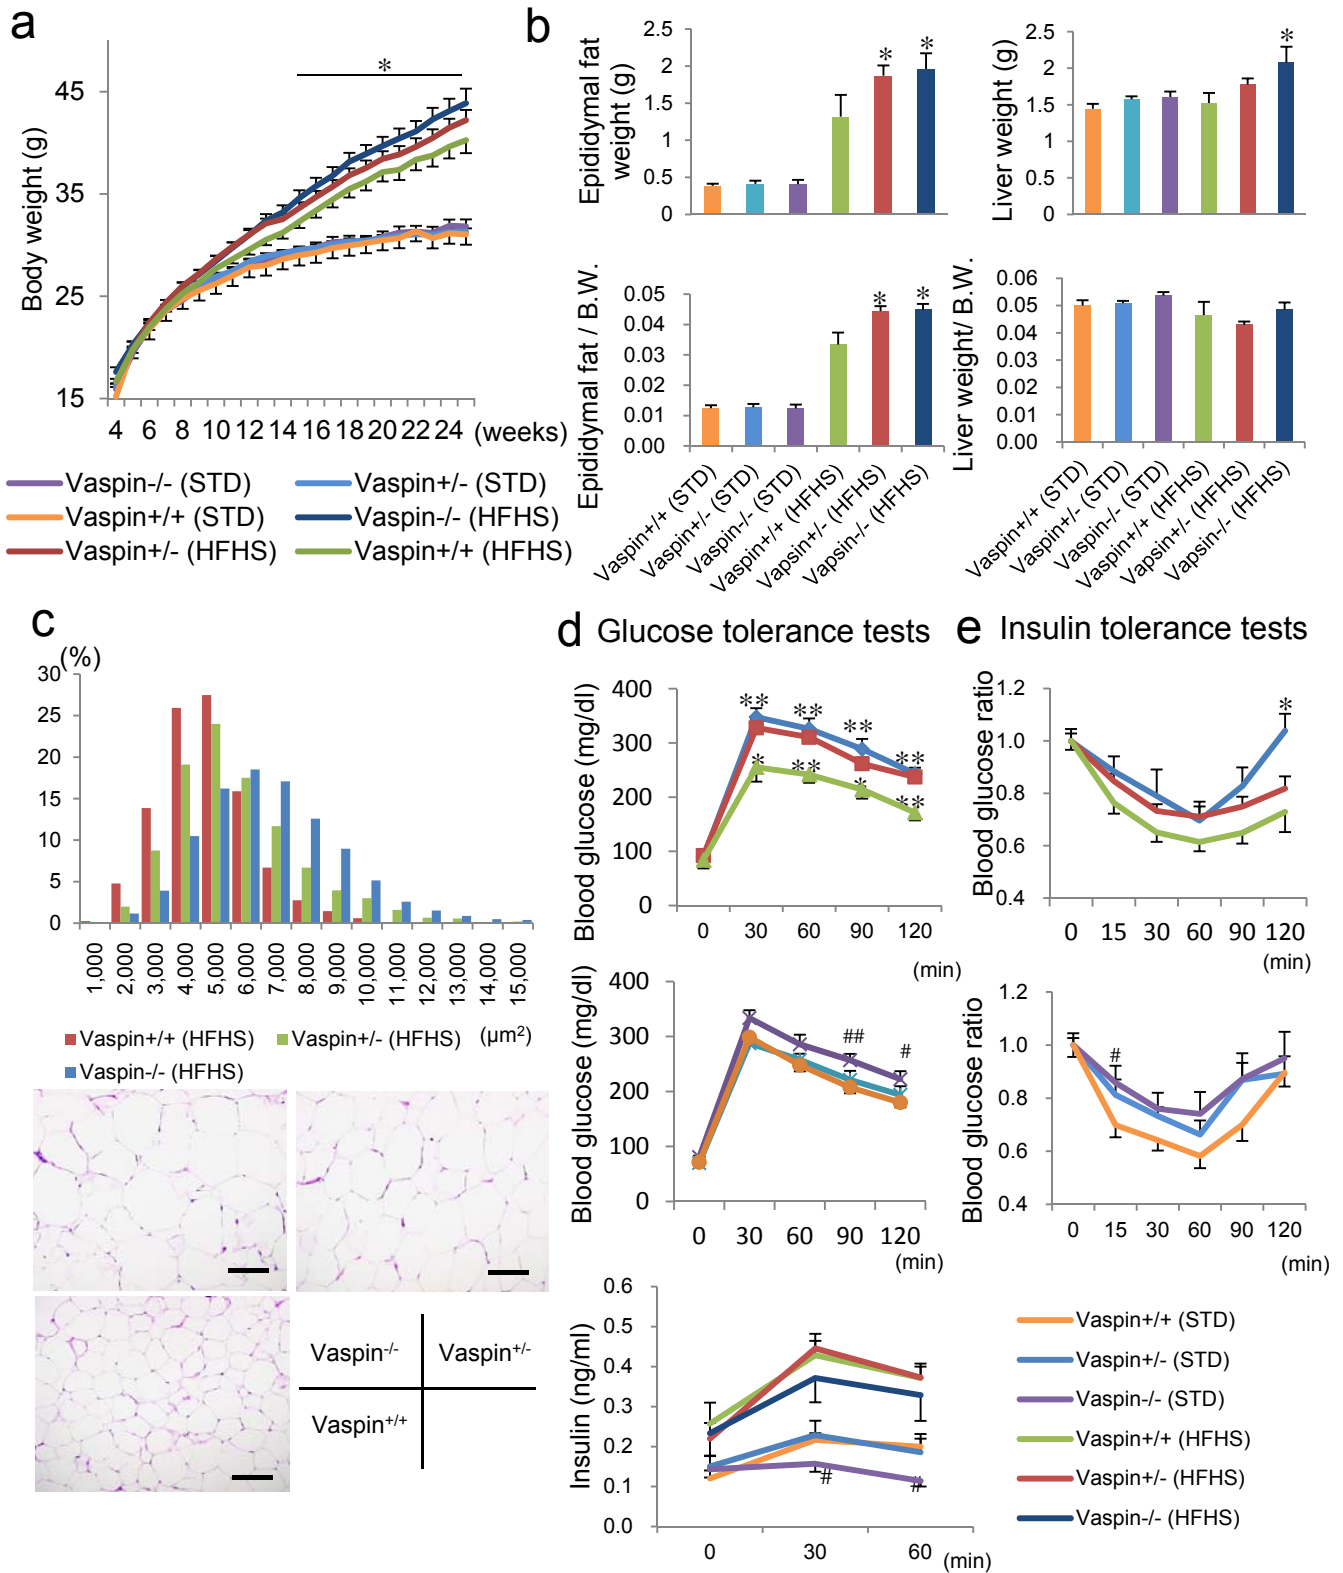 a
*
45
35
25
15
Body weight (g)
4 6 8 10 12 14 16 18 20 22 24 (weeks)
Vaspin-/- (STD) Vaspin+/- (STD)
Vaspin+++ (STD) Vaspin-/- (HFHS)
Vaspin+/- (HFHS) Vaspin+/+ (HFHS)
b
Epididymal fat
weight (g)
2.5
2
1.5
1
0.5
0
* *
Liver weight (g)
2.5
2
1.5
1
0.5
0
*
Epididymal fat / B.W.
0.05
0.04
0.03
0.02
0.01
0.00
* *
Vaspin+/+ (STD)
Vaspin+/- (STD)
Vaspin-/- (STD)
Vaspin+/+ (HFHS)
Vapsin+/- (HFHS)
Vapsin-/- (HFHS)
Liver weight/ B.W.
0.06
0.05
0.04
0.03
0.02
0.01
0.00
Vaspin+/+ (STD)
Vaspin+/- (STD)
Vaspin-/- (STD)
Vaspin+/+ (HFHS)
Vapsin+/- (HFHS)
Vapsin-/- (HFHS)
c
(%)
30
25
20
15
10
5
0
1,000
2,000
3,000
4,000
5,000
6,000
7,000
8,000
9,000
10,000
11,000
12,000
13,000
14,000
15,000
Vaspin+/+ (HFHS) Vaspin+/- (HFHS) (µm²)
Vaspin-/- (HFHS)
Vaspin-/- Vaspin+/-
Vaspin+/+
d Glucose tolerance tests
Blood glucose (mg/dl)
400
300
200
100
0
** ** ** **
* ** * **
0 30 60 90 120
(min)
Blood glucose (mg/dl)
400
300
200
100
0
## #
0 30 60 90 120
(min)
Insulin (ng/ml)
0.6
0.5
0.4
0.3
0.2
0.1
0.0
# #
0 30 60 (min)
e Insulin tolerance tests
Blood glucose ratio
1.2
1.0
0.8
0.6
0.4
*
0 15 30 60 90 120
(min)
Blood glucose ratio
1.2
1.0
0.8
0.6
0.4
#
0 15 30 60 90 120
(min)
Vaspin+/+ (STD)
Vaspin+/- (STD)
Vaspin-/- (STD)
Vaspin+/+ (HFHS)
Vaspin+/- (HFHS)
Vaspin-/- (HFHS)